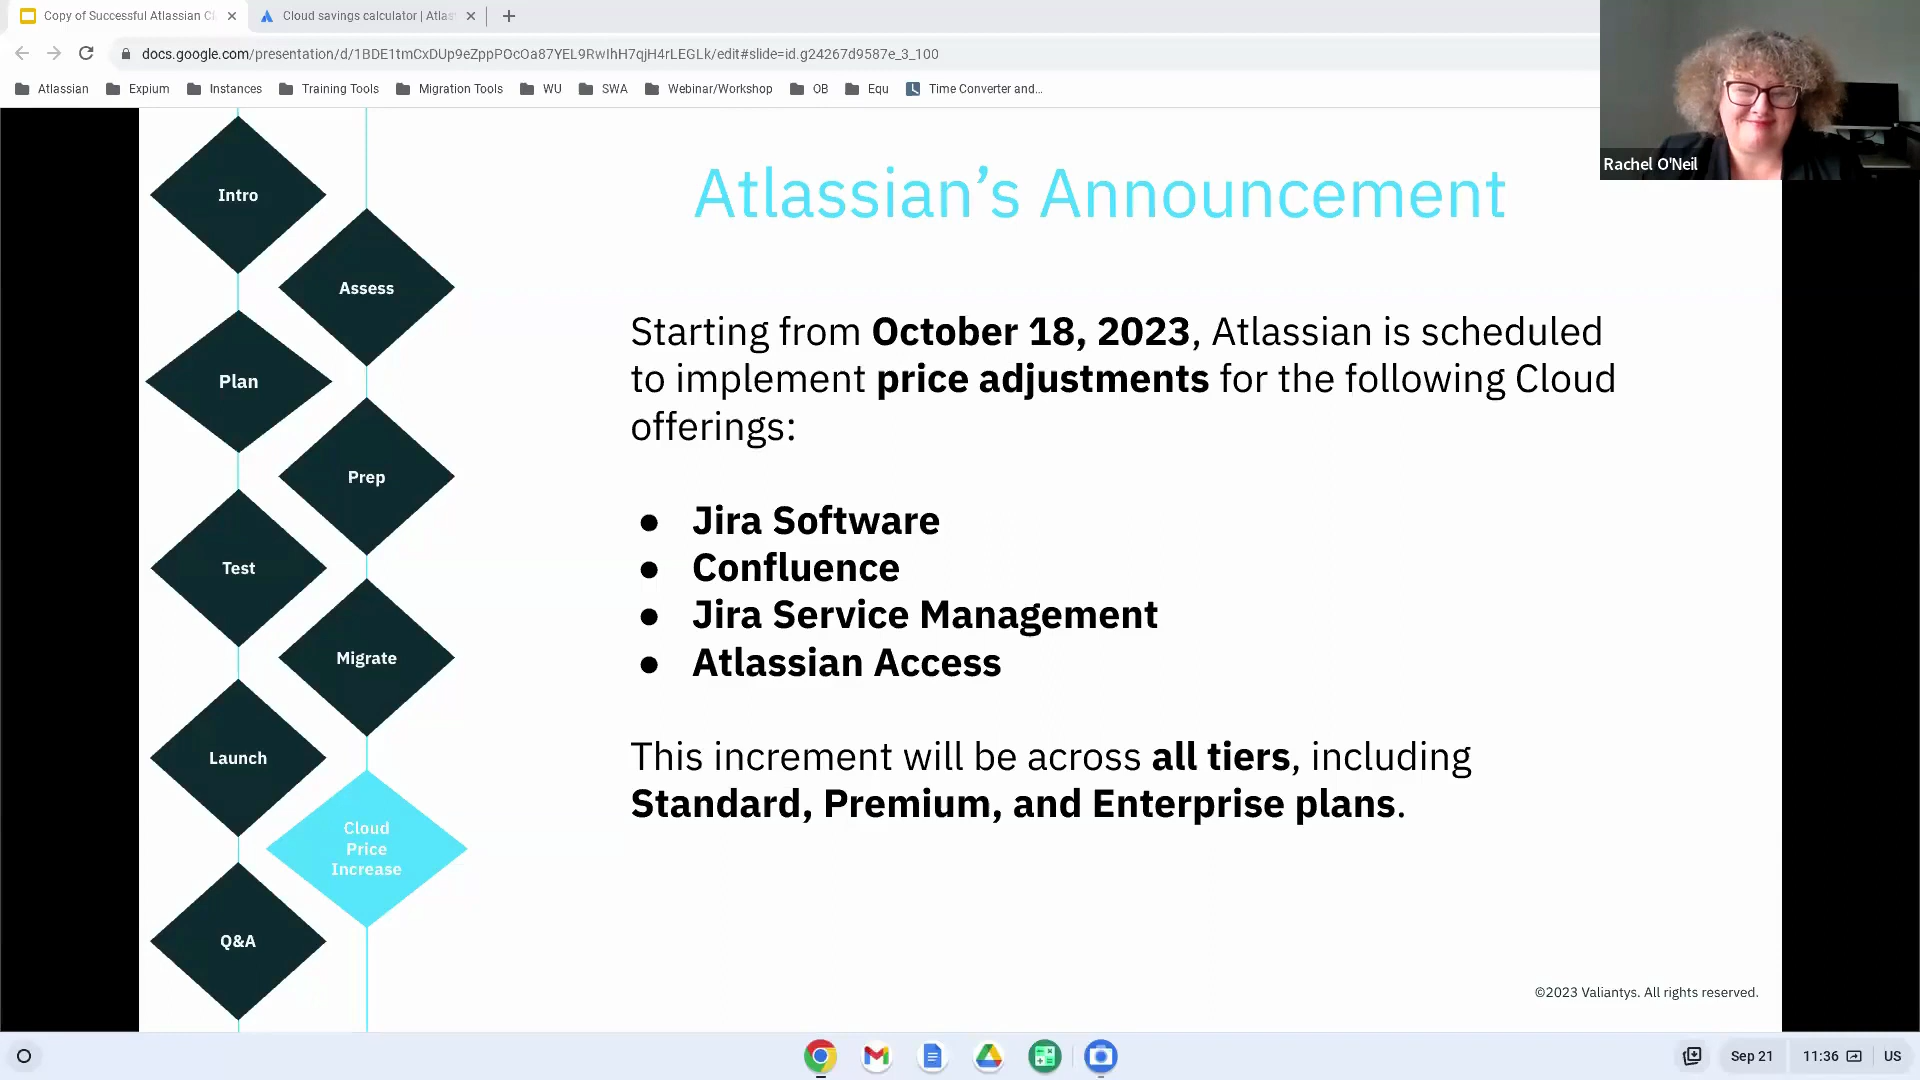 Copy of Successful Atlassian Cl
Cloud savings calculator | Atlas
docs.google.com/presentation/d/1BDE1tmCxDUp9eZppPOcOa87YEL9RwIhH7qjH4rLEGLk/edit#slide=id.g24267d9587e_3_100
Atlassian
Expium
Instances
Training Tools
Migration Tools
WU
SWA
Webinar/Workshop
OB
Equ
Time Converter and...
Rachel O'Neil
Intro
Assess
Plan
Prep
Test
Migrate
Launch
Cloud
Price
Increase
Q&A
Atlassian’s Announcement
Starting from October 18, 2023, Atlassian is scheduled
to implement price adjustments for the following Cloud
offerings:
● Jira Software
● Confluence
● Jira Service Management
● Atlassian Access
This increment will be across all tiers, including
Standard, Premium, and Enterprise plans.
©2023 Valiantys. All rights reserved.
Sep 21
11:36
US